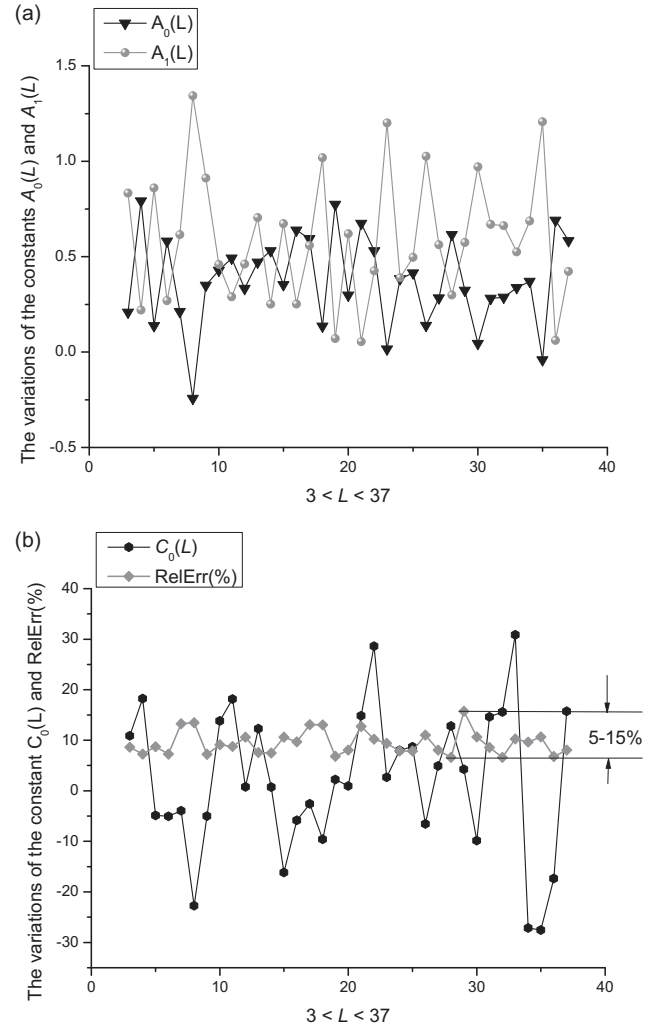 (a)
A₀(L)
A₁(L)
The variations of the constants A₀(L) and A₁(L)
1.5
1.0
0.5
0.0
-0.5
0 10 20 30 40
3 < L < 37
(b)
C₀(L)
RelErr(%)
The variations of the constant C₀(L) and RelErr(%)
40
30
20
10
0
-10
-20
-30
5-15%
0 10 20 30 40
3 < L < 37